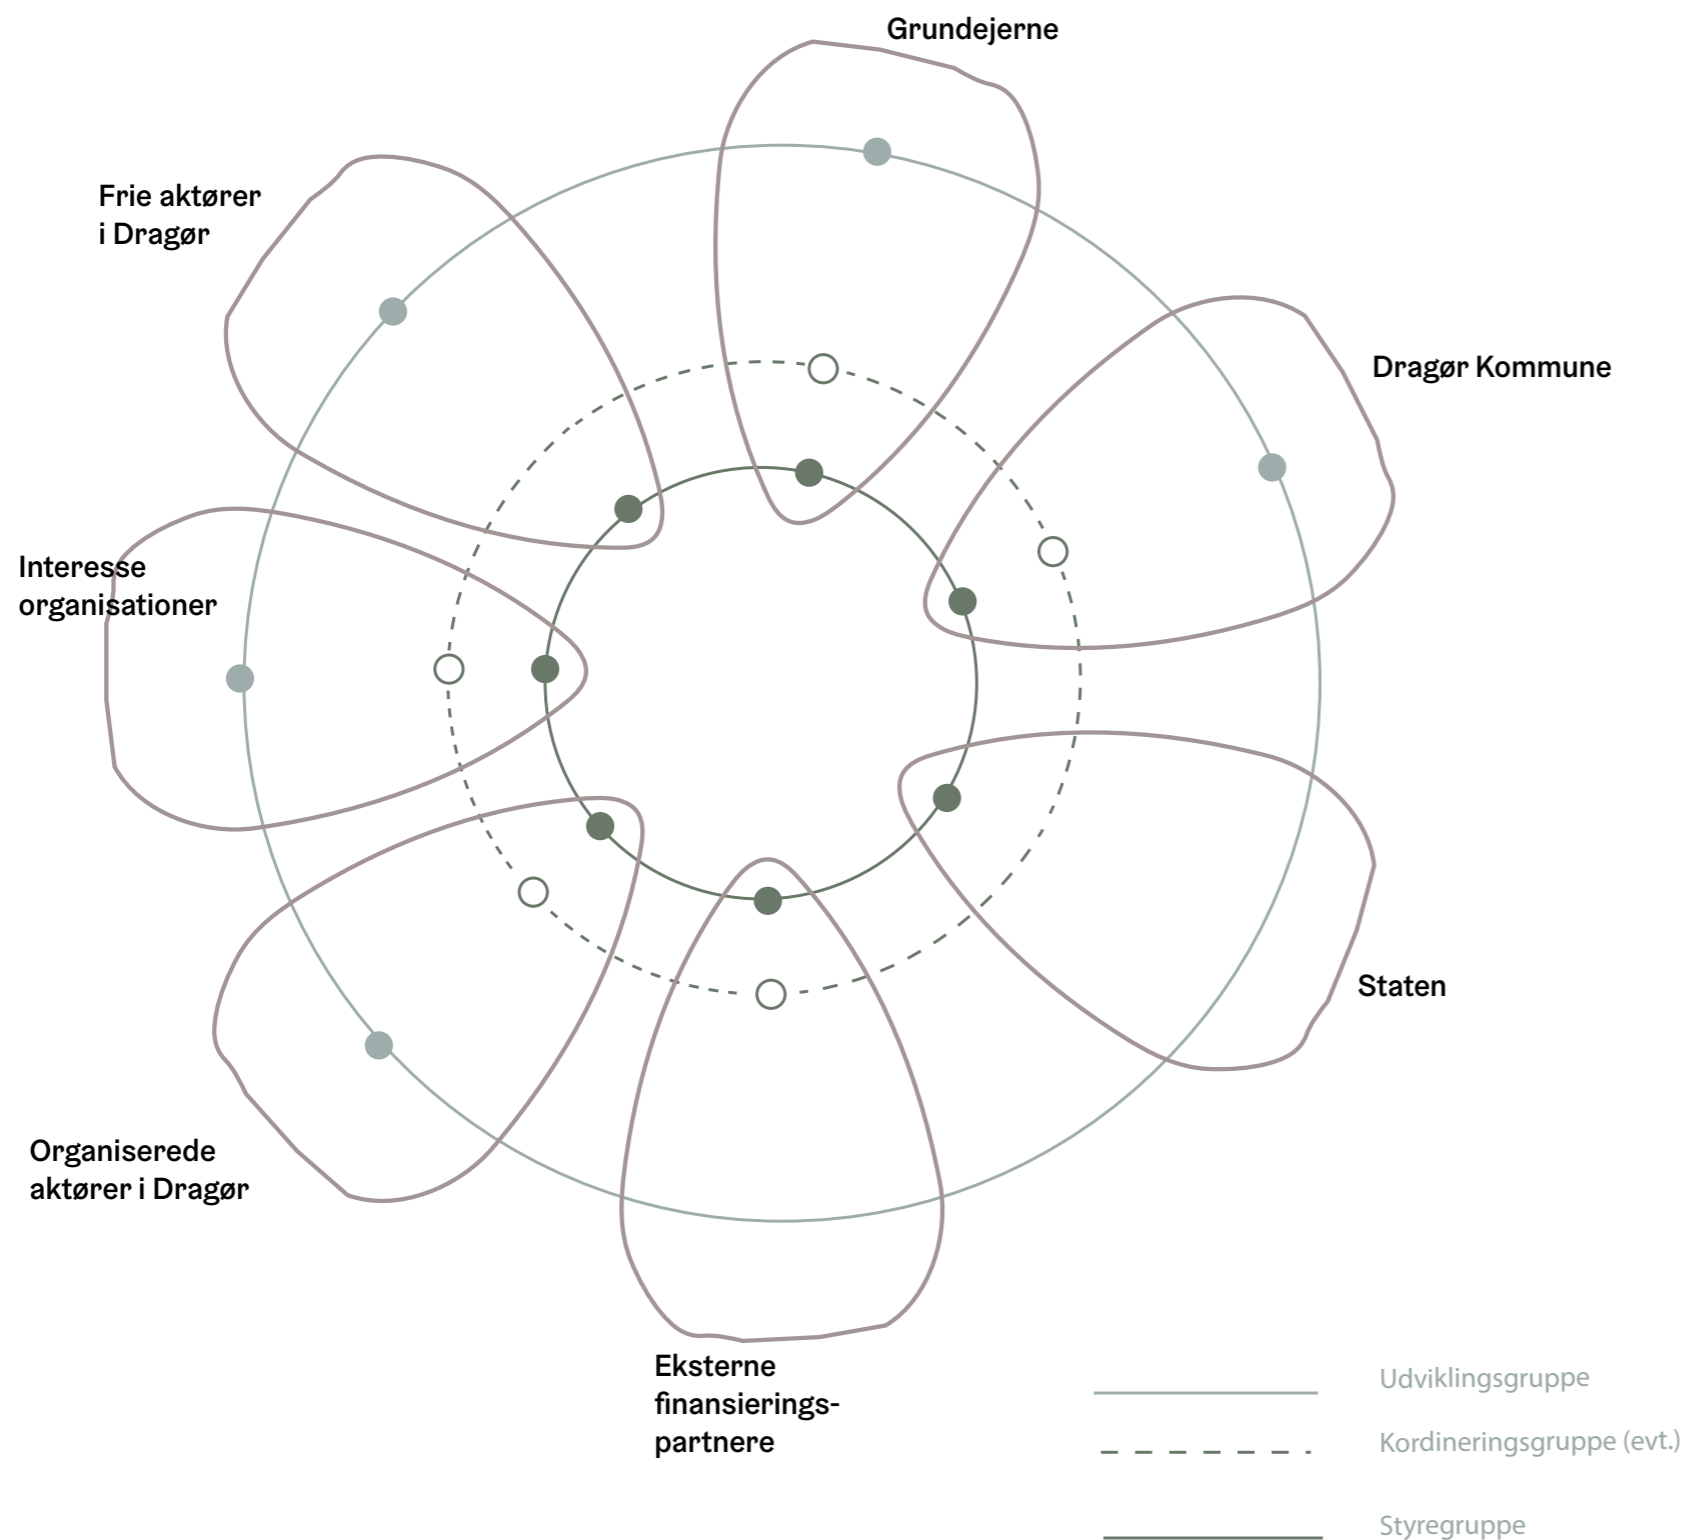 Grundejerne
Frie aktører
i Dragør
Dragør Kommune
Interesse
organisationer
Staten
Organiserede
aktører i Dragør
Eksterne
finansierings-
partnere
Udviklingsgruppe
Kordineringsgruppe (evt.)
Styregruppe